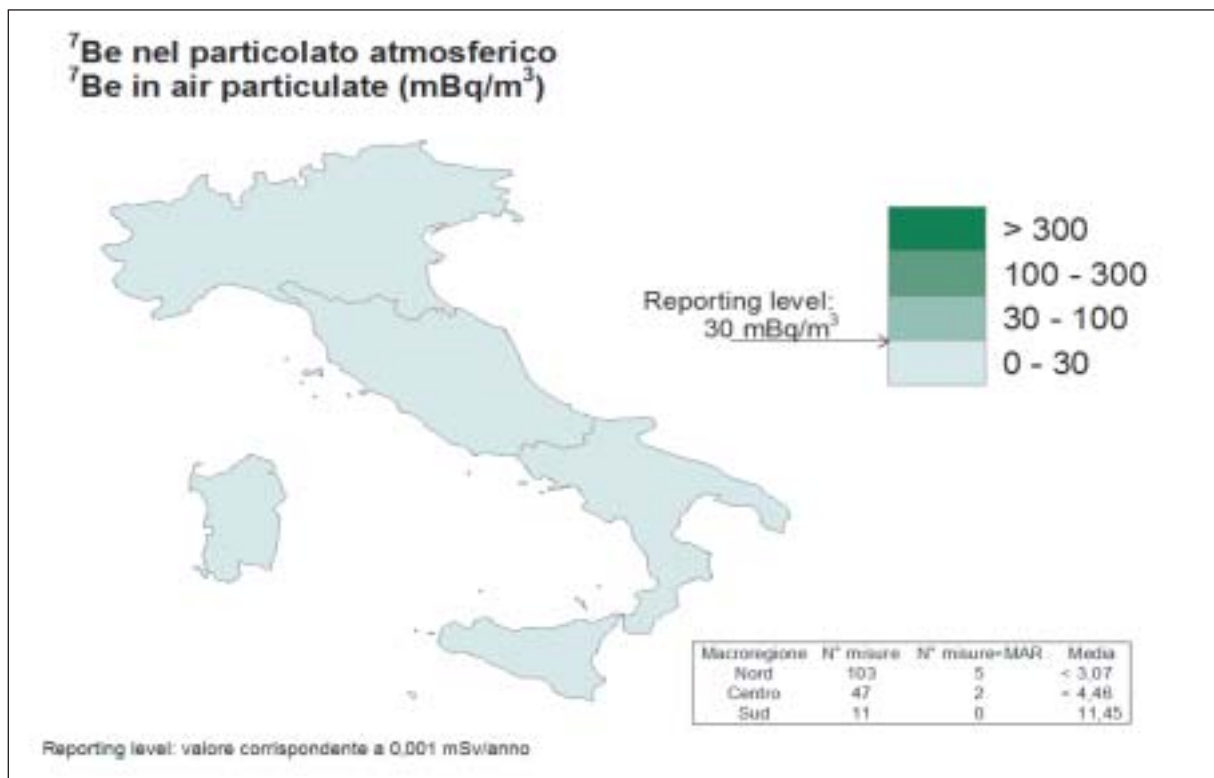 ⁷Be nel particolato atmosferico
⁷Be in air particulate (mBq/m³)
> 300
100 - 300
30 - 100
0 - 30
Reporting level:
30 mBq/m³
Macroregione N° misure N° misure<MAR Media
Nord 103 5 < 3,07
Centro 47 2 < 4,46
Sud 11 0 11,45
Reporting level: valore corrispondente a 0,001 mSv/anno